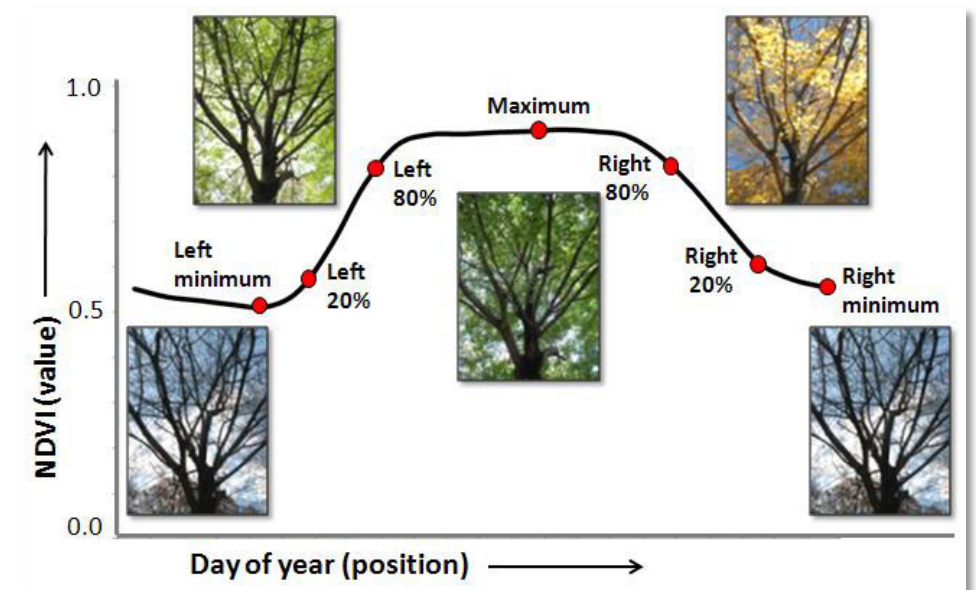 1.0
Maximum
Left
80%
Right
80%
Left
minimum
Left
20%
Right
20%
Right
minimum
0.5
NDVI (value)
0.0
Day of year (position)